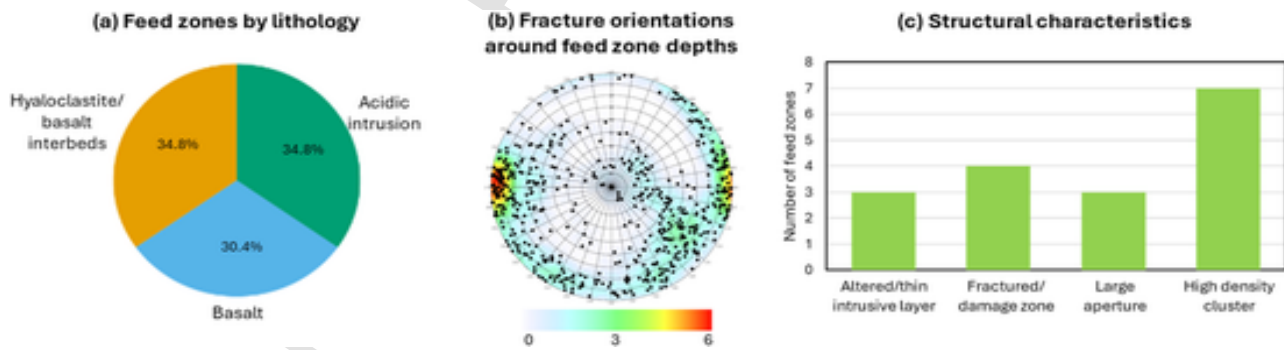 (a) Feed zones by lithology
Hyaloclastite/
basalt
interbeds
34.8%
34.8%
Acidic
intrusion
30.4%
Basalt
(b) Fracture orientations
around feed zone depths
0
3
6
(c) Structural characteristics
Number of feed zones
8
7
6
5
4
3
2
1
0
Altered/thin
intrusive layer
Fractured/
damage zone
Large
aperture
High density
cluster